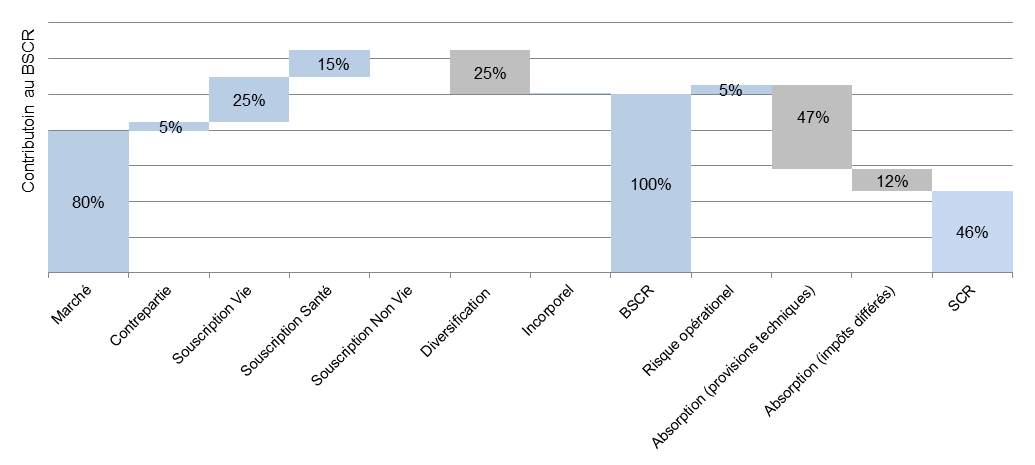 Contributoin au BSCR
80%
5%
25%
15%
25%
100%
5%
47%
12%
46%
Marché
Contrepartie
Souscription Vie
Souscription Santé
Souscription Non Vie
Diversification
Incorporel
BSCR
Risque opérationel
Absorption (provisions techniques)
Absorption (impôts différés)
SCR